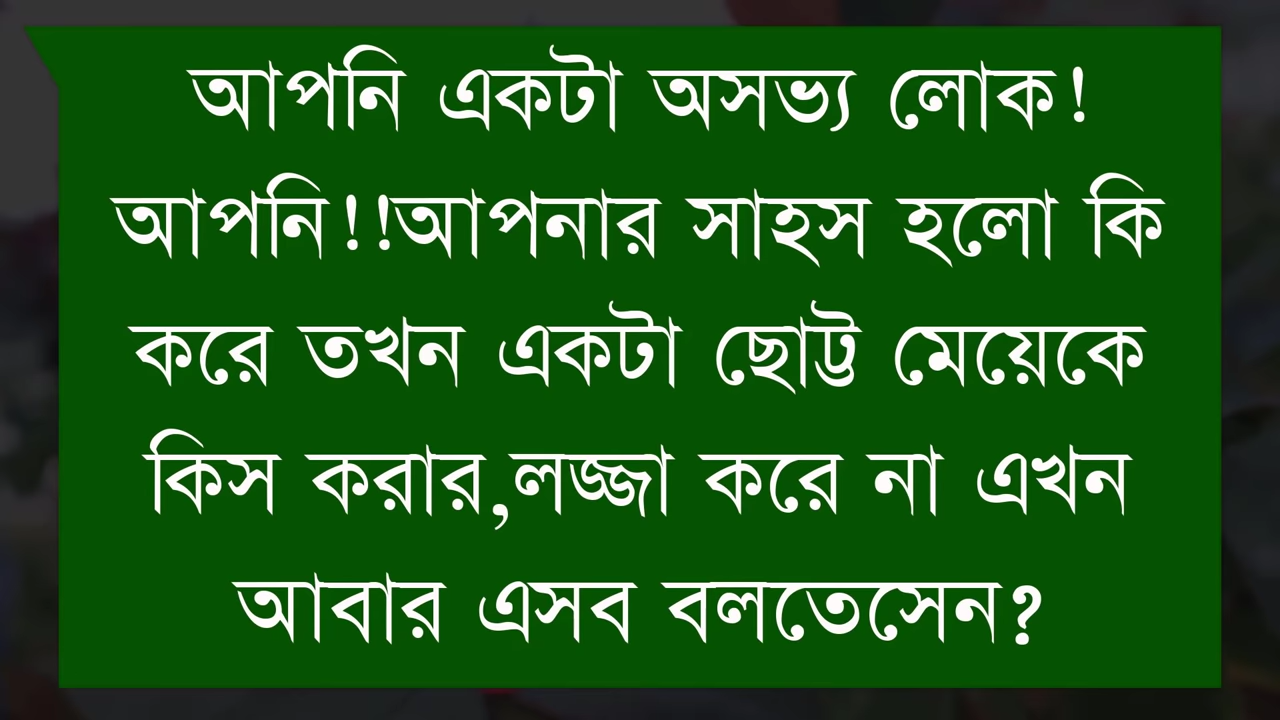 আপনি একটা অসভ্য লোক!
আপনি!!আপনার সাহস হলো কি
করে তখন একটা ছোট্ট মেয়েকে
কিস করার,লজ্জা করে না এখন
আবার এসব বলতেসেন?